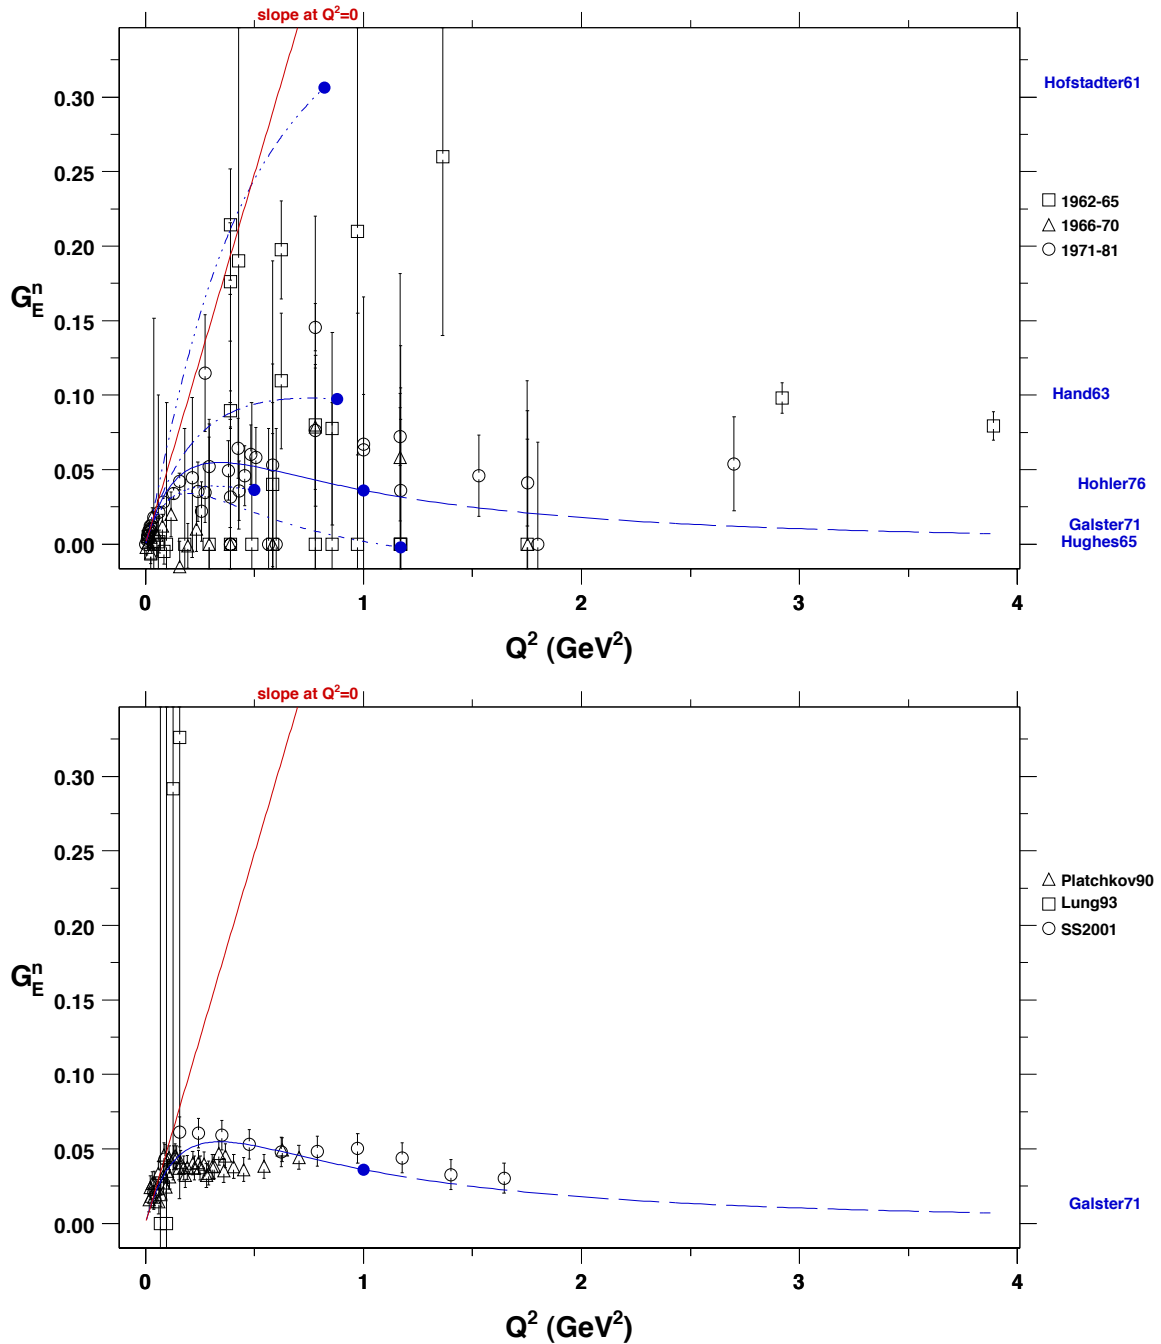 slope at Q²=0
0.30
0.25
0.20
0.15
0.10
0.05
0.00
G_E^n
Hofstadter61
1962-65
1966-70
1971-81
Hand63
Hohler76
Galster71
Hughes65
0 1 2 3 4
Q² (GeV²)
slope at Q²=0
0.30
0.25
0.20
0.15
0.10
0.05
0.00
G_E^n
Platchkov90
Lung93
SS2001
Galster71
0 1 2 3 4
Q² (GeV²)